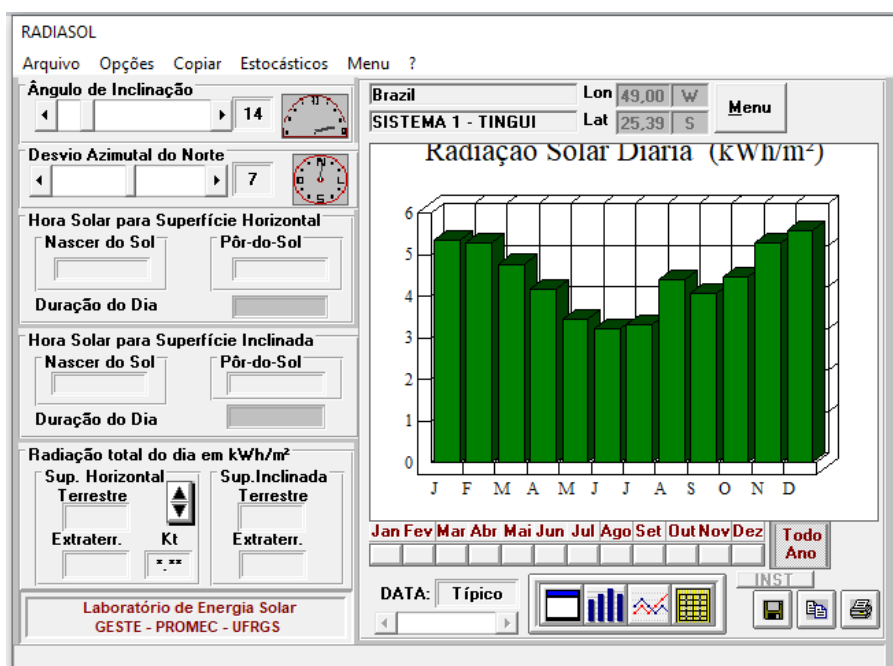 RADIASOL
Arquivo Opções Copiar Estocásticos Menu ?
Ângulo de Inclinação
14
Desvio Azimutal do Norte
7
N
S
Hora Solar para Superfície Horizontal
Nascer do Sol Pôr-do-Sol
Duração do Dia
Hora Solar para Superfície Inclinada
Nascer do Sol Pôr-do-Sol
Duração do Dia
Radiação total do dia em kWh/m²
Sup. Horizontal Sup.Inclinada
Terrestre Terrestre
Extraterr. Kt Extraterr.
*.**
Laboratório de Energia Solar
GESTE - PROMEC - UFRGS
Brazil Lon 49,00 W
SISTEMA 1 - TINGUI Lat 25,39 S
Menu
Radiação Solar Diária (kWh/m²)
6
5
4
3
2
1
0
J F M A M J J A S O N D
Jan Fev Mar Abr Mai Jun Jul Ago Set Out Nov Dez
Todo
Ano
INST
DATA: Típico